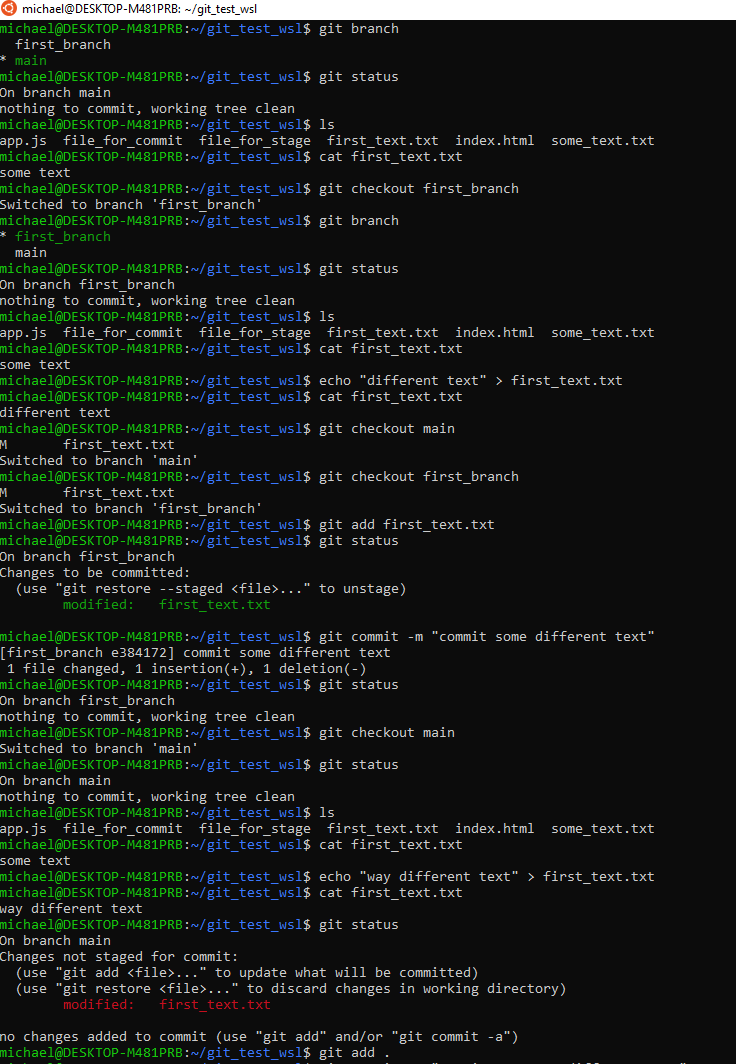 michael@DESKTOP-M481PRB: ~/git_test_wsl
michael@DESKTOP-M481PRB:~/git_test_wsl$ git branch
  first_branch
* main
michael@DESKTOP-M481PRB:~/git_test_wsl$ git status
On branch main
nothing to commit, working tree clean
michael@DESKTOP-M481PRB:~/git_test_wsl$ ls
app.js  file_for_commit  file_for_stage  first_text.txt  index.html  some_text.txt
michael@DESKTOP-M481PRB:~/git_test_wsl$ cat first_text.txt
some text
michael@DESKTOP-M481PRB:~/git_test_wsl$ git checkout first_branch
Switched to branch 'first_branch'
michael@DESKTOP-M481PRB:~/git_test_wsl$ git branch
* first_branch
  main
michael@DESKTOP-M481PRB:~/git_test_wsl$ git status
On branch first_branch
nothing to commit, working tree clean
michael@DESKTOP-M481PRB:~/git_test_wsl$ ls
app.js  file_for_commit  file_for_stage  first_text.txt  index.html  some_text.txt
michael@DESKTOP-M481PRB:~/git_test_wsl$ cat first_text.txt
some text
michael@DESKTOP-M481PRB:~/git_test_wsl$ echo "different text" > first_text.txt
michael@DESKTOP-M481PRB:~/git_test_wsl$ cat first_text.txt
different text
michael@DESKTOP-M481PRB:~/git_test_wsl$ git checkout main
M       first_text.txt
Switched to branch 'main'
michael@DESKTOP-M481PRB:~/git_test_wsl$ git checkout first_branch
M       first_text.txt
Switched to branch 'first_branch'
michael@DESKTOP-M481PRB:~/git_test_wsl$ git add first_text.txt
michael@DESKTOP-M481PRB:~/git_test_wsl$ git status
On branch first_branch
Changes to be committed:
  (use "git restore --staged <file>..." to unstage)
        modified:   first_text.txt
michael@DESKTOP-M481PRB:~/git_test_wsl$ git commit -m "commit some different text"
[first_branch e384172] commit some different text
 1 file changed, 1 insertion(+), 1 deletion(-)
michael@DESKTOP-M481PRB:~/git_test_wsl$ git status
On branch first_branch
nothing to commit, working tree clean
michael@DESKTOP-M481PRB:~/git_test_wsl$ git checkout main
Switched to branch 'main'
michael@DESKTOP-M481PRB:~/git_test_wsl$ git status
On branch main
nothing to commit, working tree clean
michael@DESKTOP-M481PRB:~/git_test_wsl$ ls
app.js  file_for_commit  file_for_stage  first_text.txt  index.html  some_text.txt
michael@DESKTOP-M481PRB:~/git_test_wsl$ cat first_text.txt
some text
michael@DESKTOP-M481PRB:~/git_test_wsl$ echo "way different text" > first_text.txt
michael@DESKTOP-M481PRB:~/git_test_wsl$ cat first_text.txt
way different text
michael@DESKTOP-M481PRB:~/git_test_wsl$ git status
On branch main
Changes not staged for commit:
  (use "git add <file>..." to update what will be committed)
  (use "git restore <file>..." to discard changes in working directory)
        modified:   first_text.txt
no changes added to commit (use "git add" and/or "git commit -a")
michael@DESKTOP-M481PRB:~/git_test_wsl$ git add .